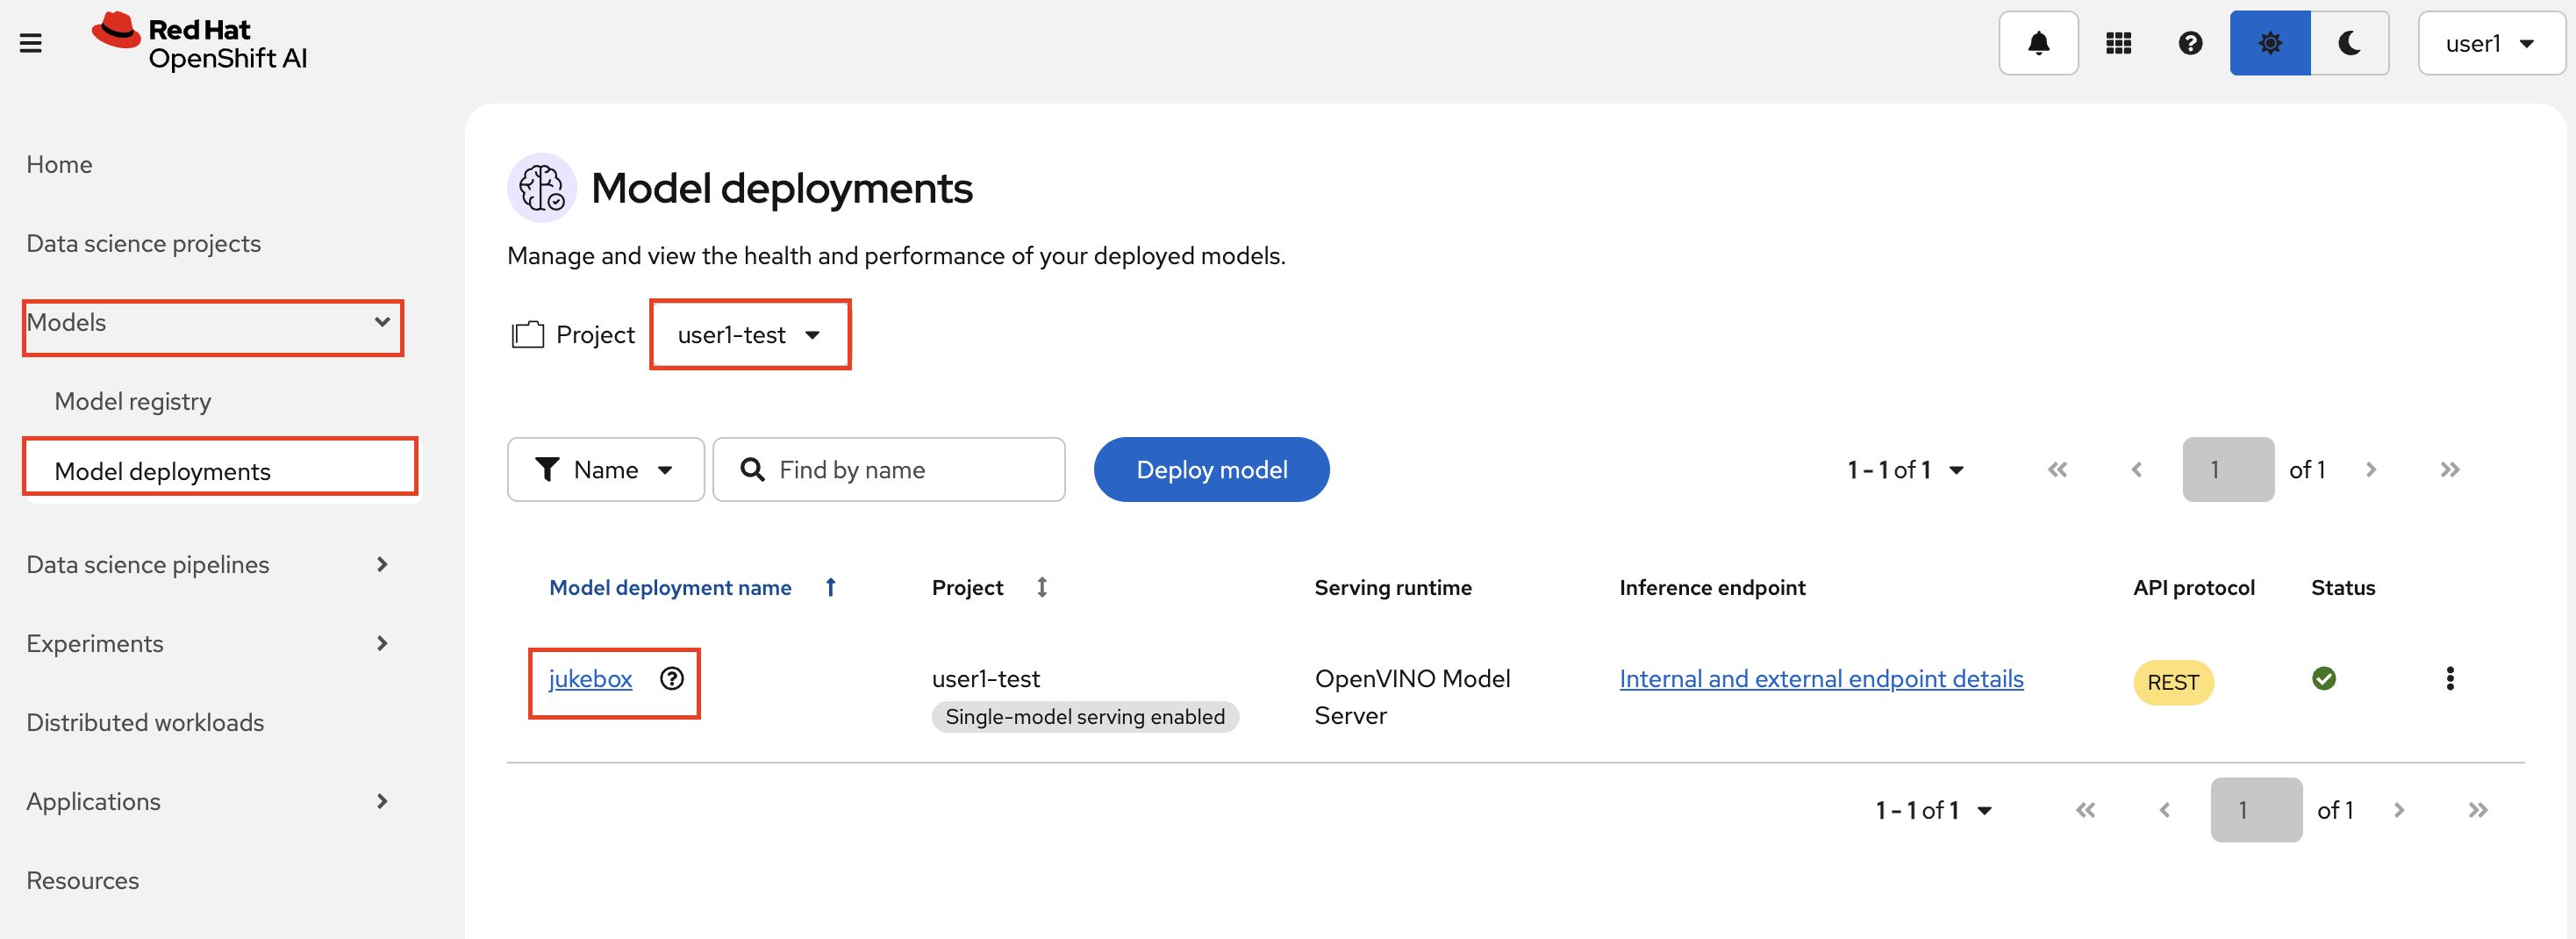 Red Hat
OpenShift AI
user1
Home
Data science projects
Models
Model registry
Model deployments
Data science pipelines
Experiments
Distributed workloads
Applications
Resources
Model deployments
Manage and view the health and performance of your deployed models.
Project user1-test
Name Find by name Deploy model 1 - 1 of 1 1 of 1
Model deployment name Project Serving runtime Inference endpoint API protocol Status
jukebox user1-test OpenVINO Model Internal and external endpoint details REST
Single-model serving enabled Server
1 - 1 of 1 1 of 1